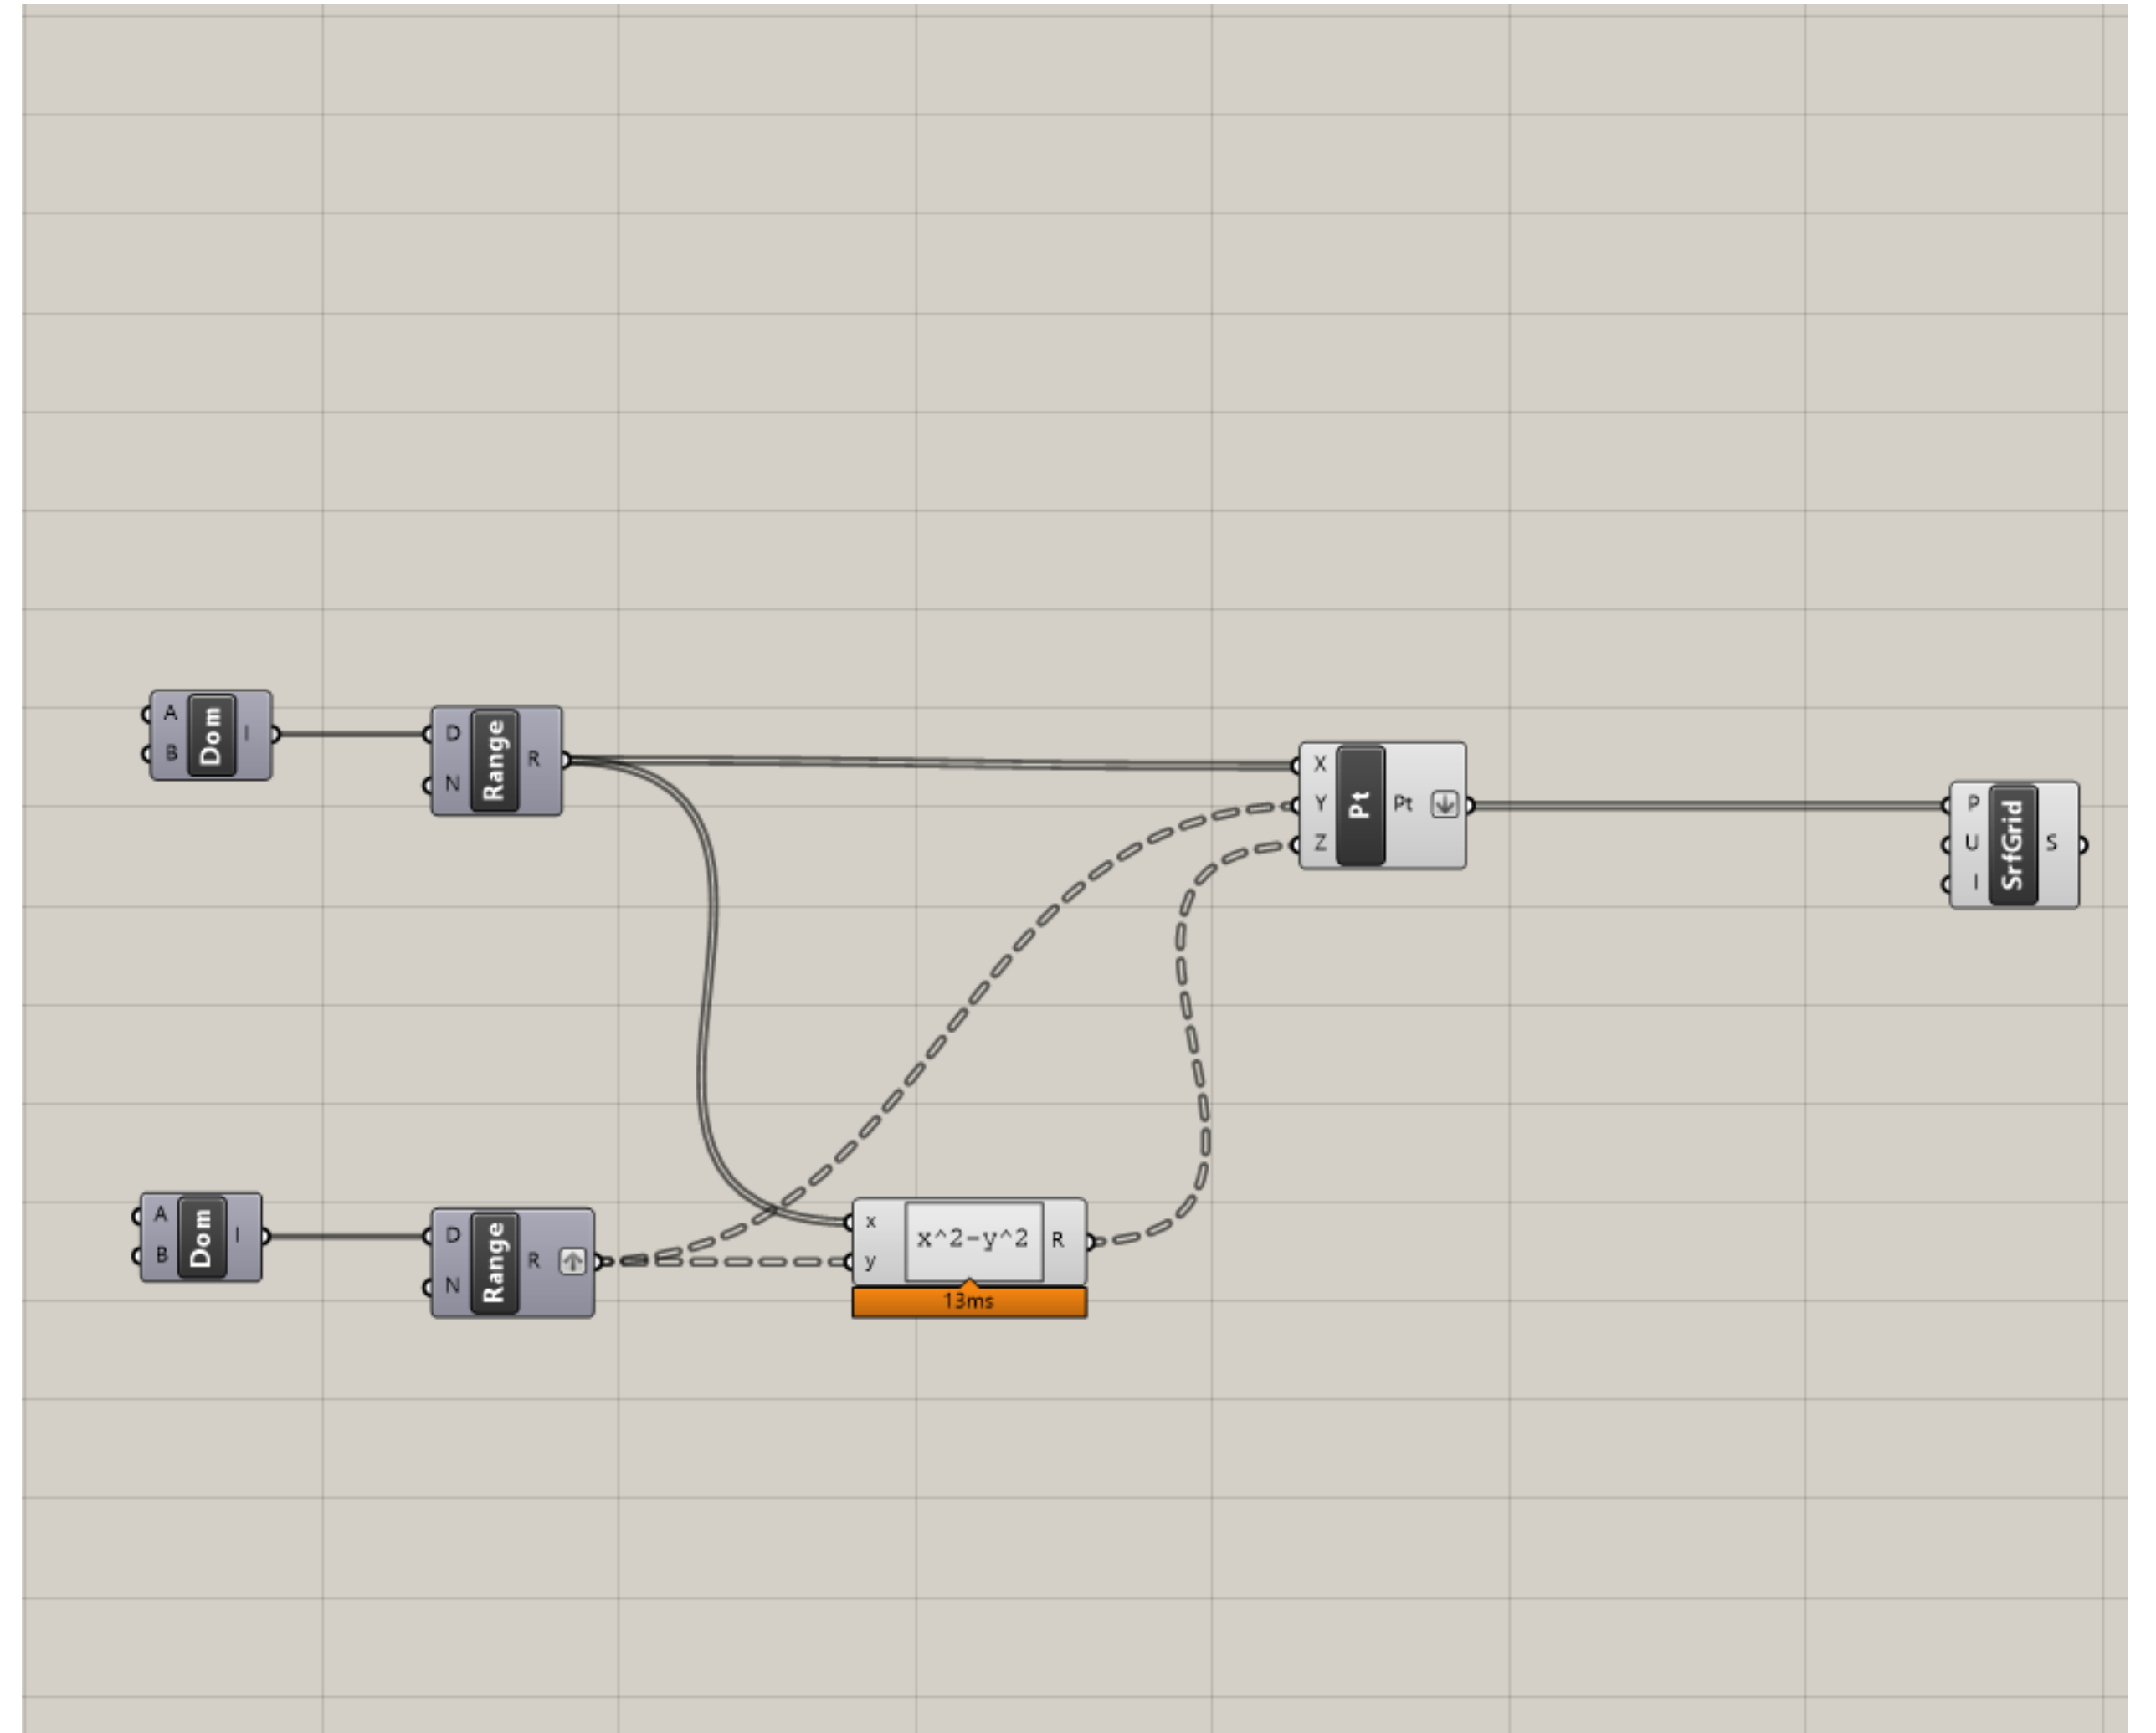 A
B
Dom
I
D
N
Range
R
X
Y
Z
Pt
Pt
P
U
I
SrfGrid
S
A
B
Dom
I
D
N
Range
R
x
y
x^2-y^2
R
13ms